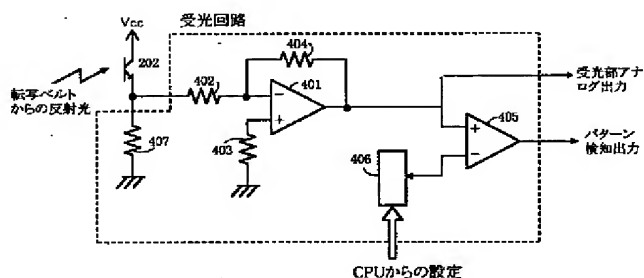 受光回路
Vcc
404
202
402
転写ベルト
からの反射光
401
受光部アナ
ログ出力
405
403
407
406
パターン
検知出力
CPUからの設定